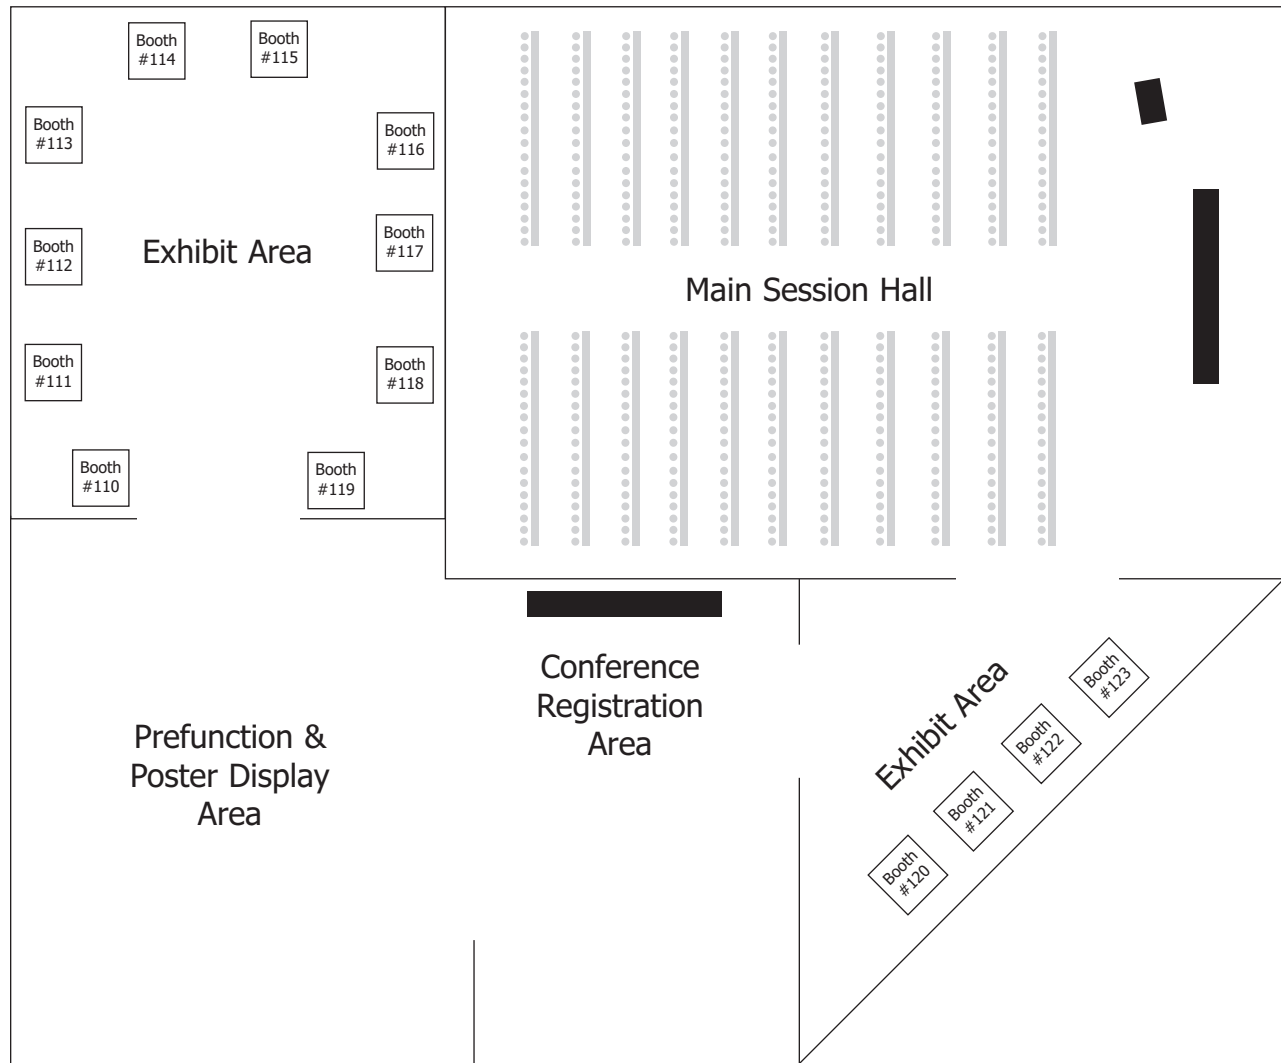 Booth
#114
Booth
#115
Booth
#113
Booth
#116
Booth
#112
Exhibit Area
Booth
#117
Main Session Hall
Booth
#111
Booth
#118
Booth
#110
Booth
#119
Conference
Registration
Area
Prefunction &
Poster Display
Area
Exhibit Area
Booth
#123
Booth
#122
Booth
#121
Booth
#120